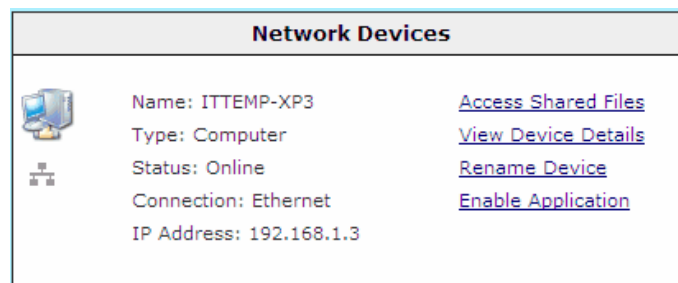 Network Devices
Name: ITTEMP-XP3 Access Shared Files
Type: Computer View Device Details
Status: Online Rename Device
Connection: Ethernet Enable Application
IP Address: 192.168.1.3